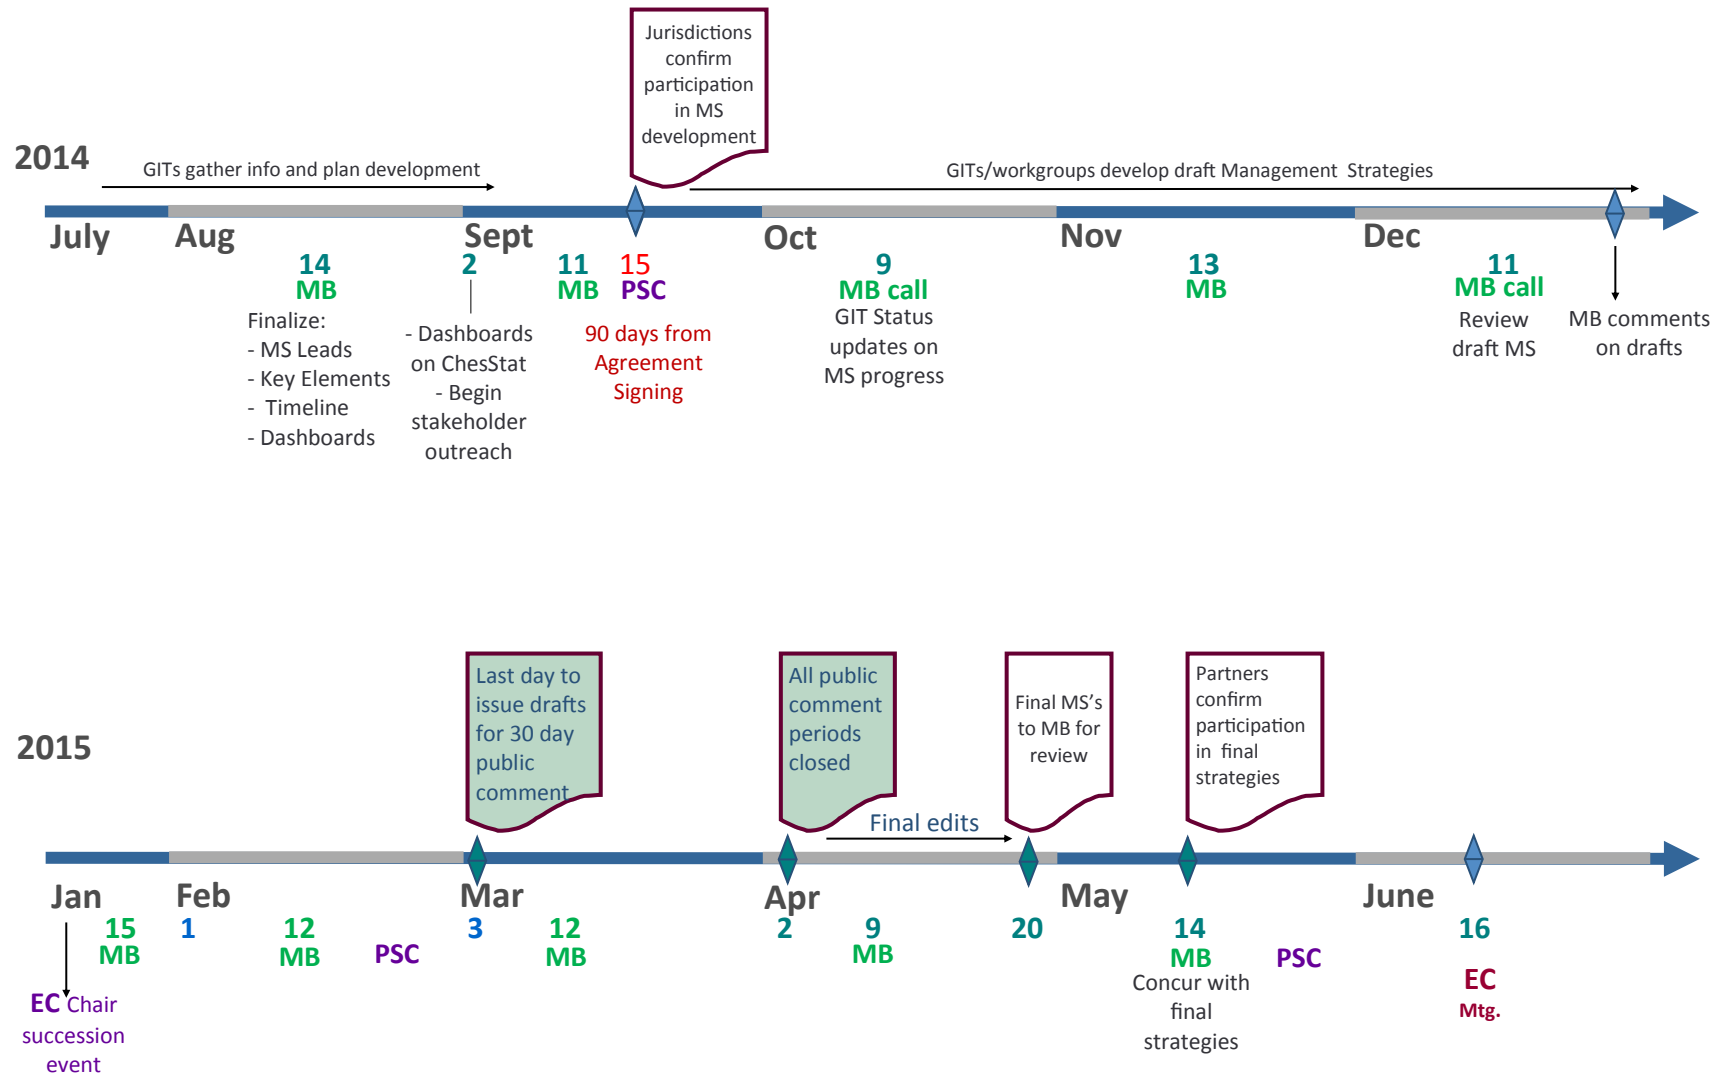 Jurisdictions
confirm
participation
in MS
development
2014
GITs gather info and plan development
GITs/workgroups develop draft Management Strategies
July
Aug
Sept
Oct
Nov
Dec
14
MB
Finalize:
- MS Leads
- Key Elements
- Timeline
- Dashboards
2
- Dashboards
on ChesStat
- Begin
stakeholder
outreach
11
MB
15
PSC
90 days from
Agreement
Signing
9
MB call
GIT Status
updates on
MS progress
13
MB
11
MB call
Review
draft MS
MB comments
on drafts
2015
Last day to
issue drafts
for 30 day
public
comment
All public
comment
periods
closed
Final edits
Final MS's
to MB for
review
Partners
confirm
participation
in final
strategies
Jan
Feb
Mar
Apr
May
June
15
MB
EC Chair
succession
event
1
12
MB
PSC
3
12
MB
2
9
MB
20
14
MB
Concur with
final
strategies
PSC
16
EC
Mtg.